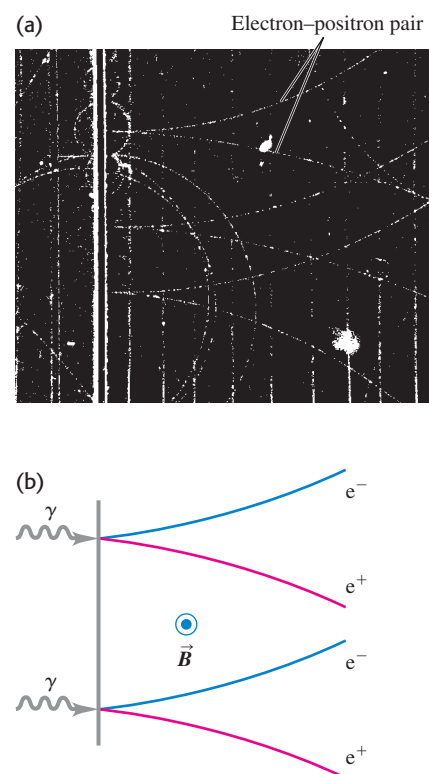 (a)
Electron–positron pair
(b)
γ
e⁻
e⁺
B⃗
γ
e⁻
e⁺